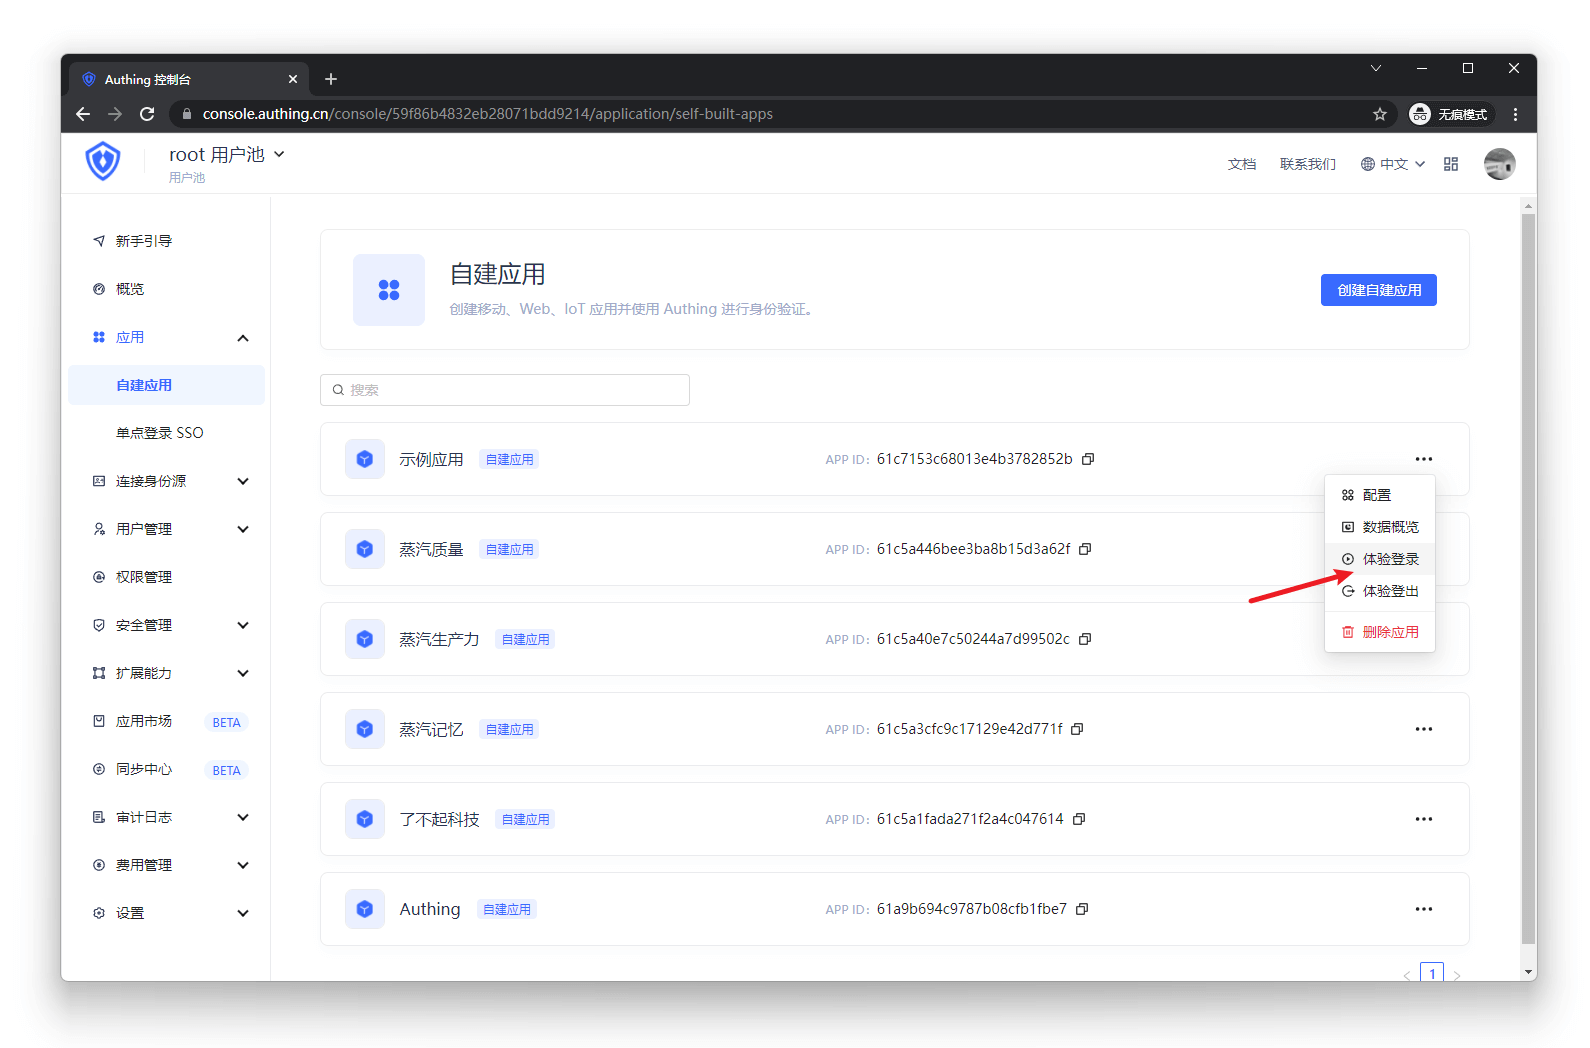 Authing 控制台
console.authing.cn/console/59f86b4832eb28071bdd9214/application/self-built-apps
无痕模式
root 用户池
用户池
文档
联系我们
中文
新手引导
概览
应用
自建应用
单点登录 SSO
连接身份源
用户管理
权限管理
安全管理
扩展能力
应用市场 BETA
同步中心 BETA
审计日志
费用管理
设置
自建应用
创建移动、Web、IoT 应用并使用 Authing 进行身份验证。
创建自建应用
搜索
示例应用 自建应用 APP ID: 61c7153c68013e4b3782852b
蒸汽质量 自建应用 APP ID: 61c5a446bee3ba8b15d3a62f
蒸汽生产力 自建应用 APP ID: 61c5a40e7c50244a7d99502c
蒸汽记忆 自建应用 APP ID: 61c5a3cfc9c17129e42d771f
了不起科技 自建应用 APP ID: 61c5a1fada271f2a4c047614
Authing 自建应用 APP ID: 61a9b694c9787b08cfb1fbe7
配置
数据概览
体验登录
体验登出
删除应用
1